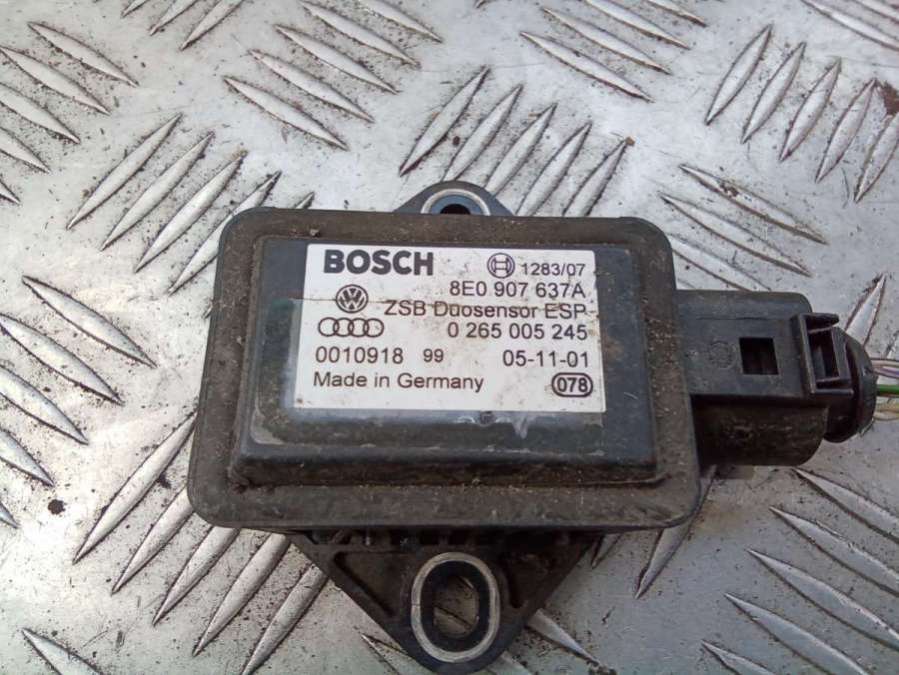 BOSCH 1283/07
8E0 907 637A
ZSB Duosensor ESP
0 265 005 245
0010918 99 05-11-01
Made in Germany 078